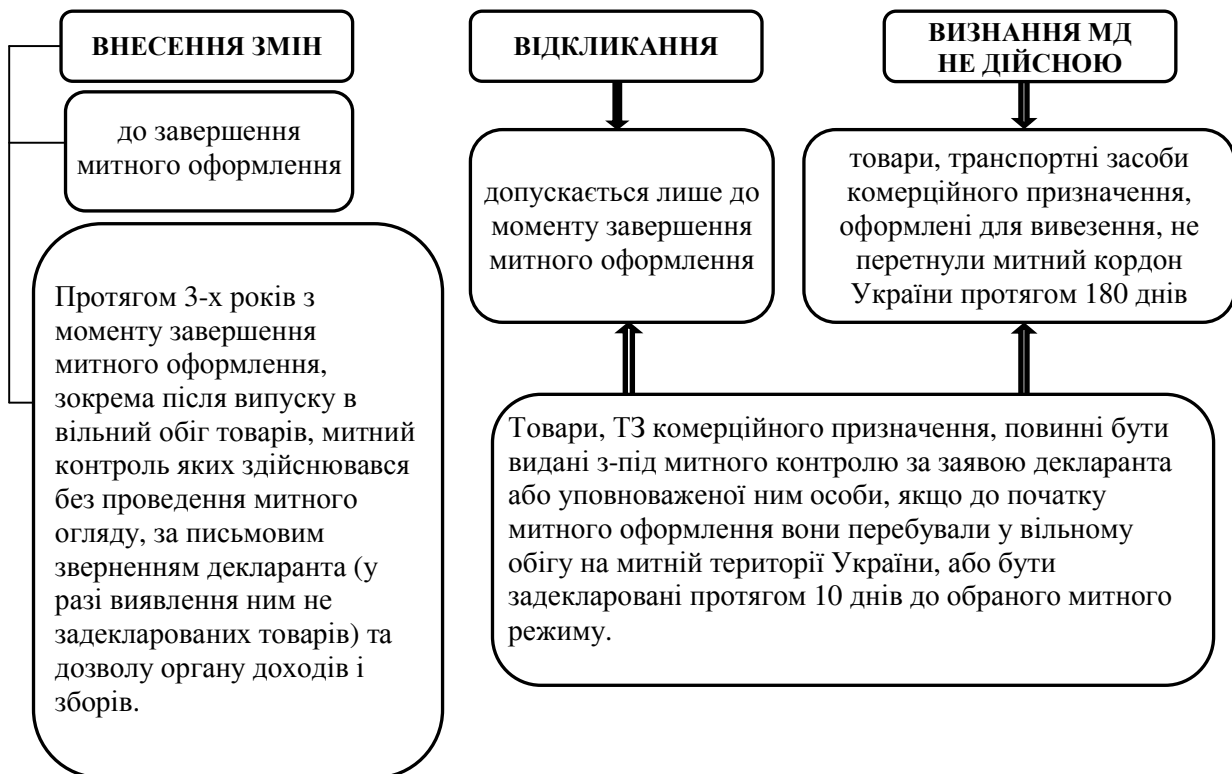 ВНЕСЕННЯ ЗМІН
до завершення
митного оформлення
Протягом 3-х років з
моменту завершення
митного оформлення,
зокрема після випуску в
вільний обіг товарів, митний
контроль яких здійснювався
без проведення митного
огляду, за письмовим
зверненням декларанта (у
разі виявлення ним не
задекларованих товарів) та
дозволу органу доходів і
зборів.
ВІДКЛИКАННЯ
допускається лише до
моменту завершення
митного оформлення
ВИЗНАННЯ МД
НЕ ДІЙСНОЮ
товари, транспортні засоби
комерційного призначення,
оформлені для вивезення, не
перетнули митний кордон
України протягом 180 днів
Товари, ТЗ комерційного призначення, повинні бути
видані з-під митного контролю за заявою декларанта
або уповноваженої ним особи, якщо до початку
митного оформлення вони перебували у вільному
обігу на митній території України, або бути
задекларовані протягом 10 днів до обраного митного
режиму.